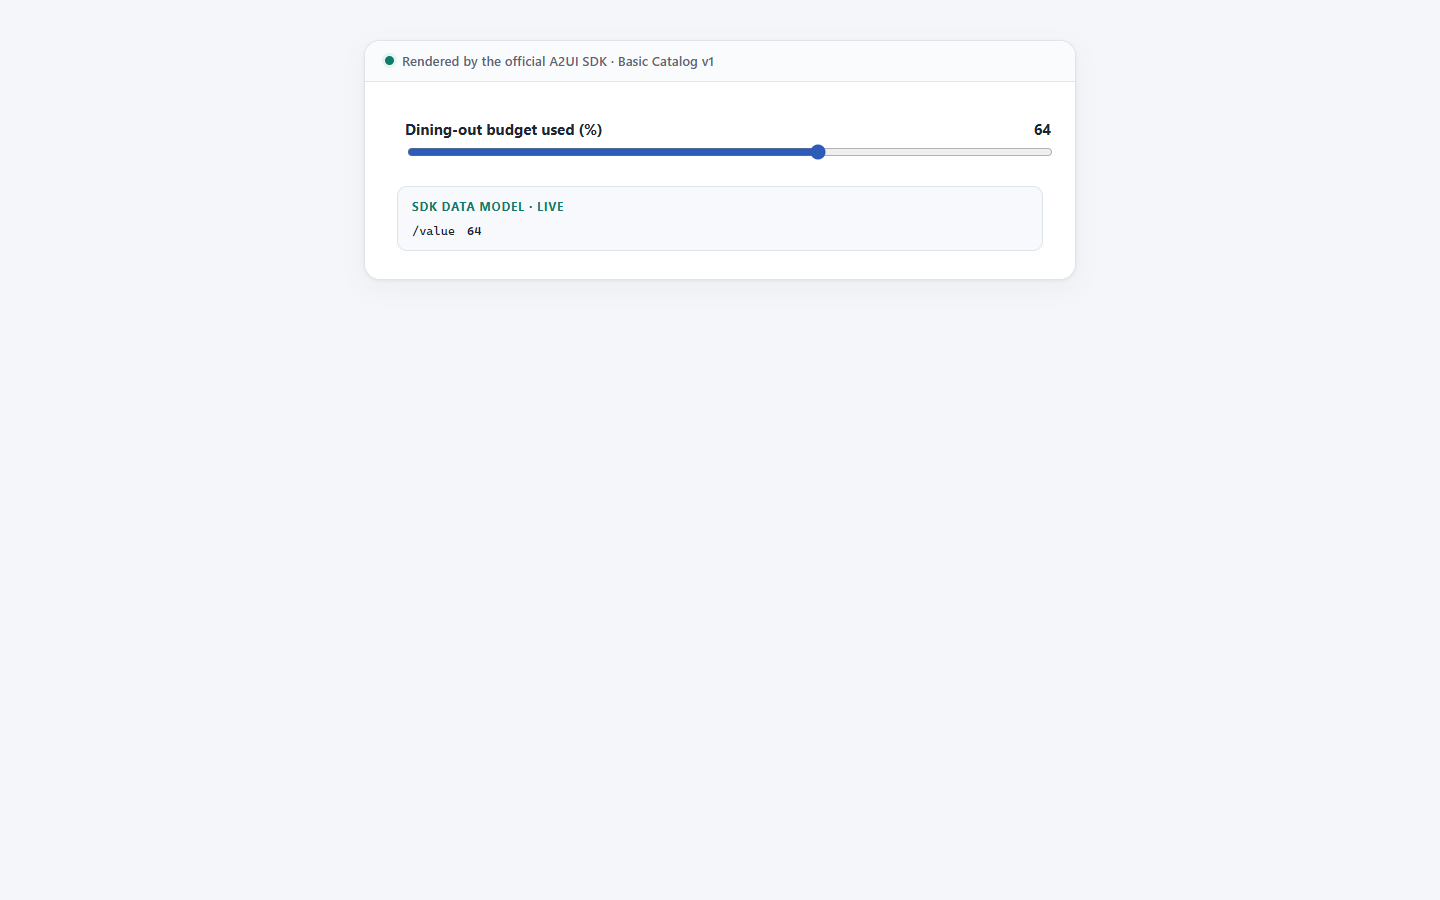 Rendered by the official A2UI SDK · Basic Catalog v1
Dining-out budget used (%) 64
SDK DATA MODEL · LIVE
/value 64